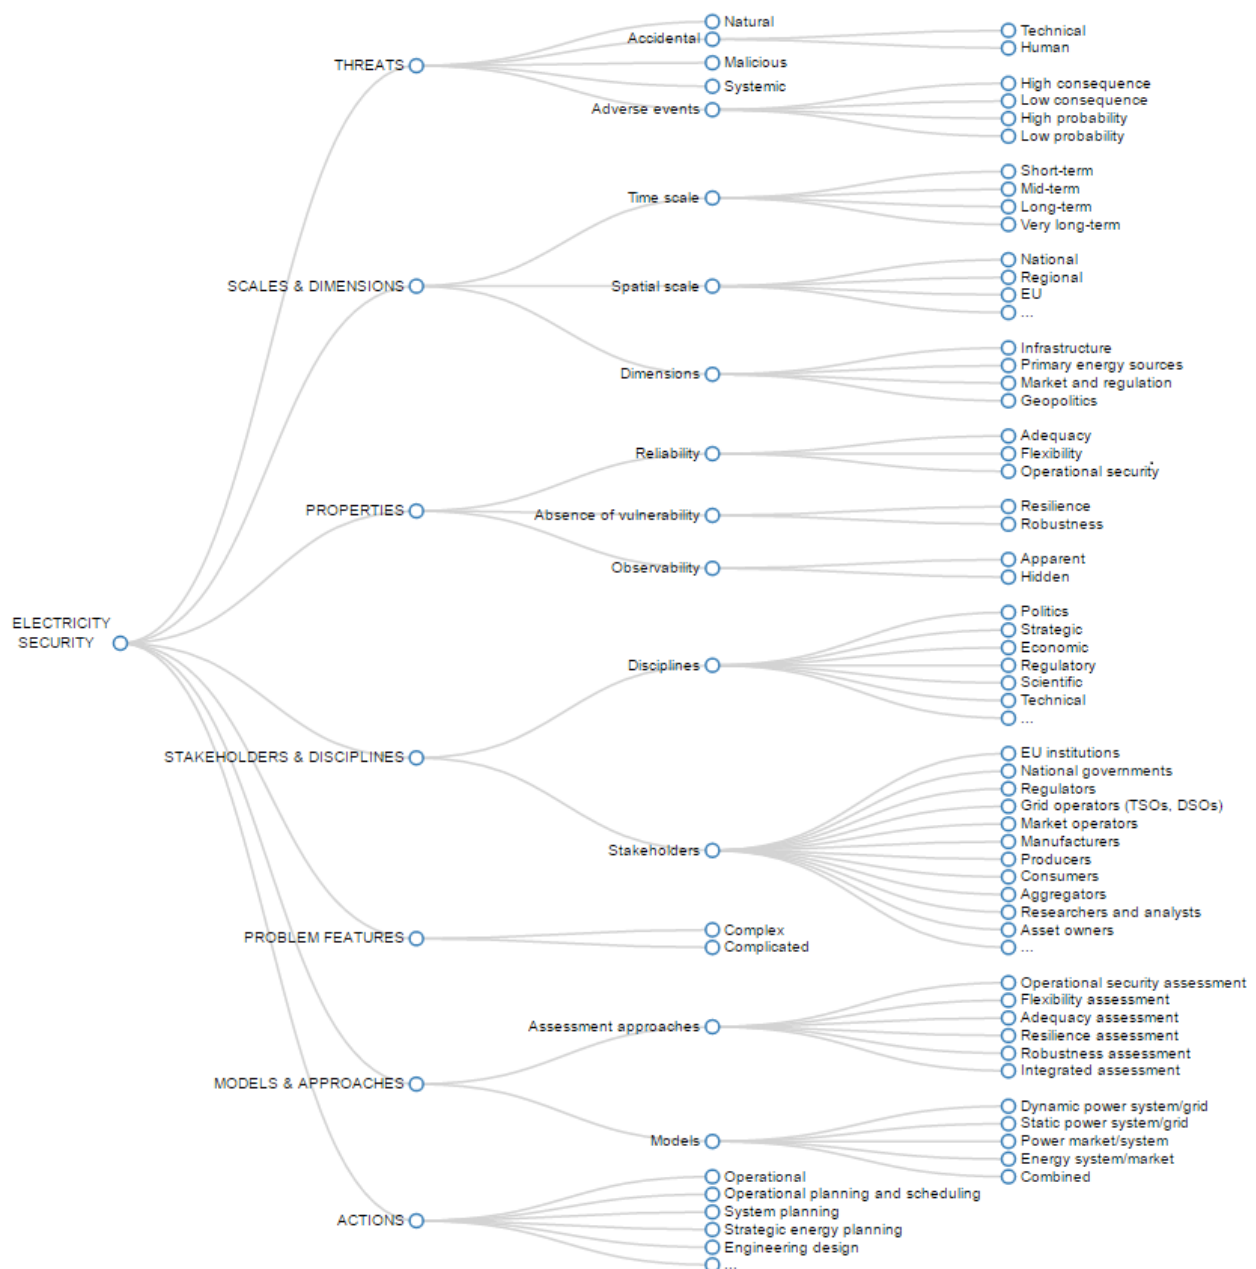 ELECTRICITY
SECURITY
THREATS
Natural
Accidental
Technical
Human
Malicious
Systemic
Adverse events
High consequence
Low consequence
High probability
Low probability
SCALES & DIMENSIONS
Time scale
Short-term
Mid-term
Long-term
Very long-term
Spatial scale
National
Regional
EU
...
Dimensions
Infrastructure
Primary energy sources
Market and regulation
Geopolitics
PROPERTIES
Reliability
Adequacy
Flexibility
Operational security
Absence of vulnerability
Resilience
Robustness
Observability
Apparent
Hidden
STAKEHOLDERS & DISCIPLINES
Disciplines
Politics
Strategic
Economic
Regulatory
Scientific
Technical
...
Stakeholders
EU institutions
National governments
Regulators
Grid operators (TSOs, DSOs)
Market operators
Manufacturers
Producers
Consumers
Aggregators
Researchers and analysts
Asset owners
...
PROBLEM FEATURES
Complex
Complicated
MODELS & APPROACHES
Assessment approaches
Operational security assessment
Flexibility assessment
Adequacy assessment
Resilience assessment
Robustness assessment
Integrated assessment
Models
Dynamic power system/grid
Static power system/grid
Power market/system
Energy system/market
Combined
ACTIONS
Operational
Operational planning and scheduling
System planning
Strategic energy planning
Engineering design
...